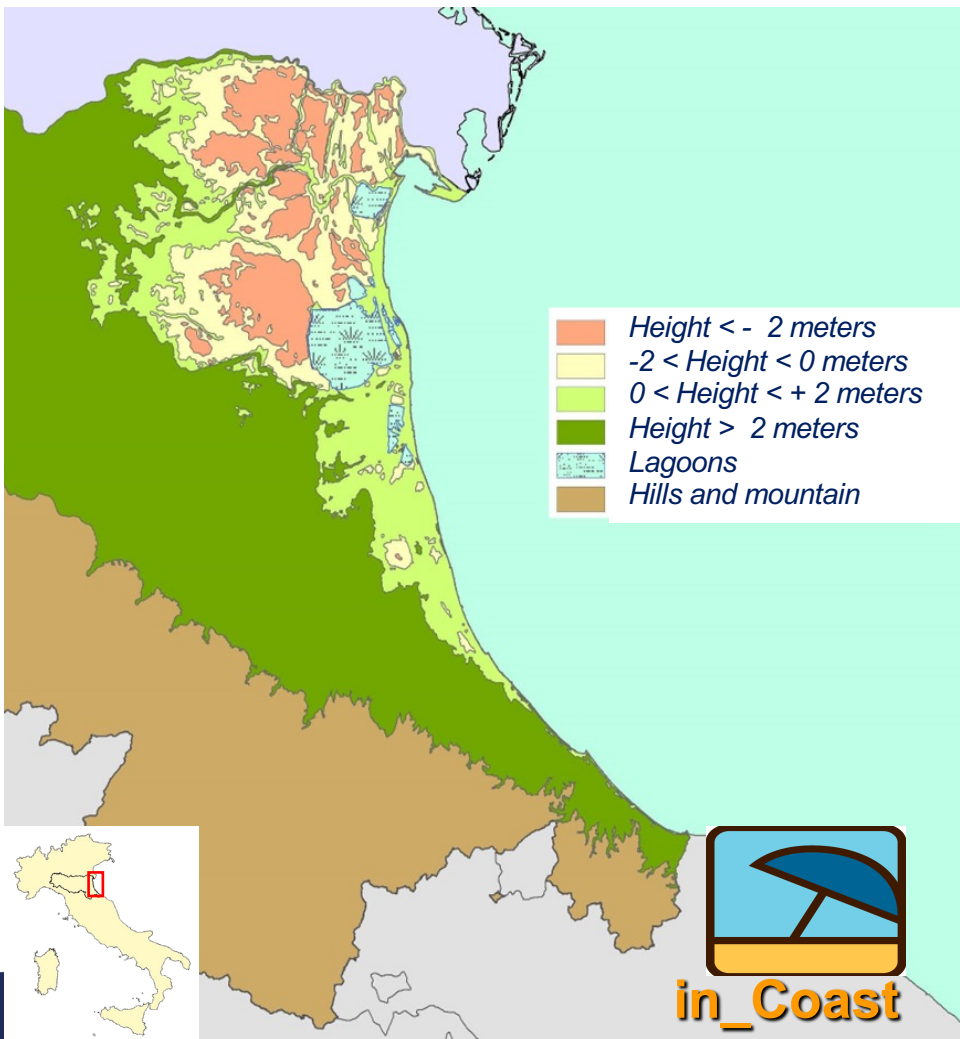 Height < - 2 meters
-2 < Height < 0 meters
0 < Height < + 2 meters
Height > 2 meters
Lagoons
Hills and mountain
in_Coast